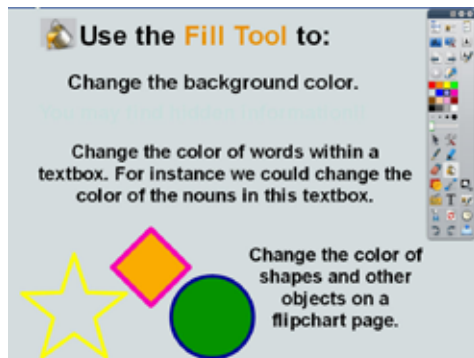 Use the Fill Tool to:
Change the background color.
You may find hidden information!!
Change the color of words within a
textbox. For instance we could change the
color of the nouns in this textbox.
Change the color of
shapes and other
objects on a
flipchart page.